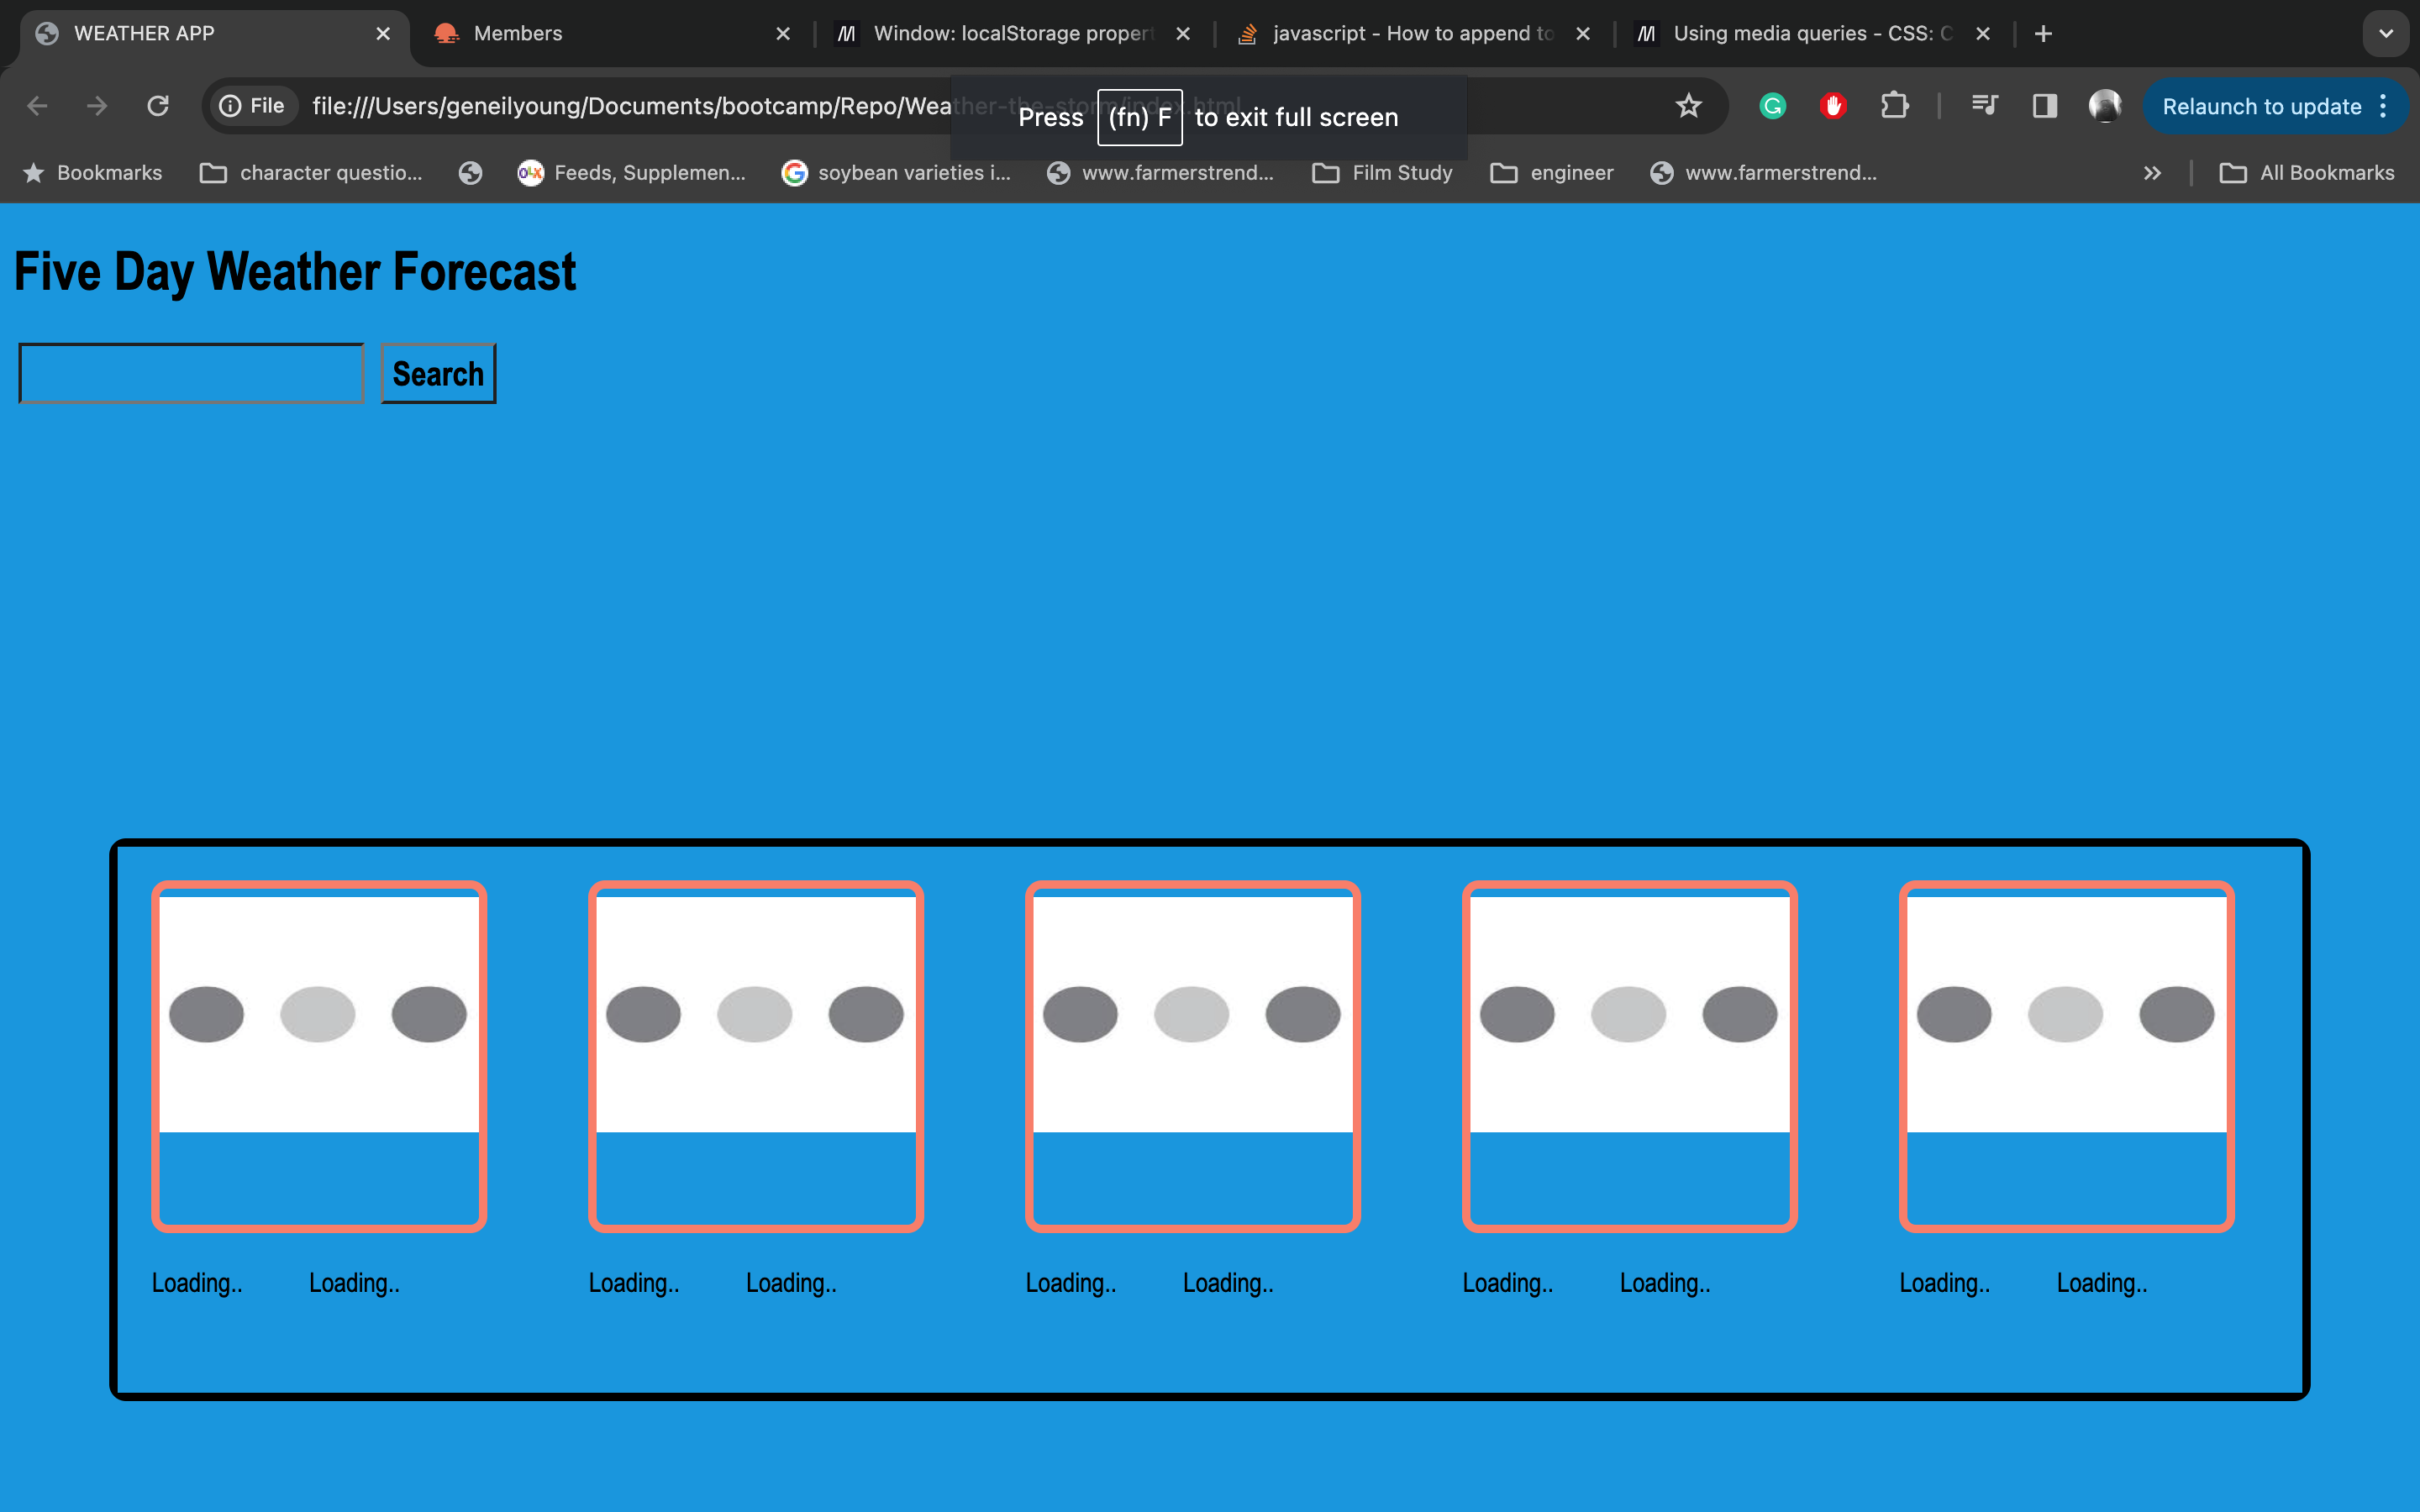 WEATHER APP
Members
Window: localStorage propert
javascript - How to append to
Using media queries - CSS: C
File
file:///Users/geneilyoung/Documents/bootcamp/Repo/Weather-the-storm/index.html
Press (fn) F to exit full screen
Relaunch to update
Bookmarks
character questio...
OLX
Feeds, Supplemen...
soybean varieties i...
www.farmerstrend...
Film Study
engineer
www.farmerstrend...
All Bookmarks
Five Day Weather Forecast
Search
Loading.. Loading.. Loading.. Loading.. Loading.. Loading.. Loading.. Loading.. Loading.. Loading..